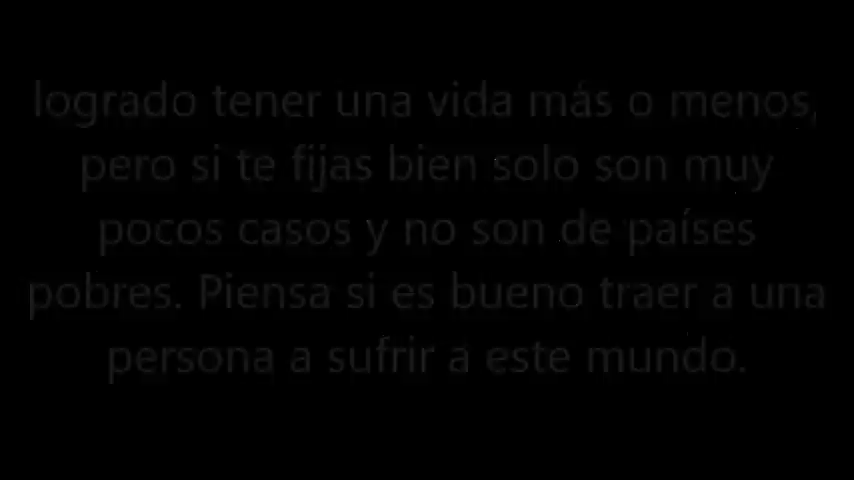 logrado tener una vida más o menos,
pero si te fijas bien solo son muy
pocos casos y no son de países
pobres. Piensa si es bueno traer a una
persona a sufrir a este mundo.